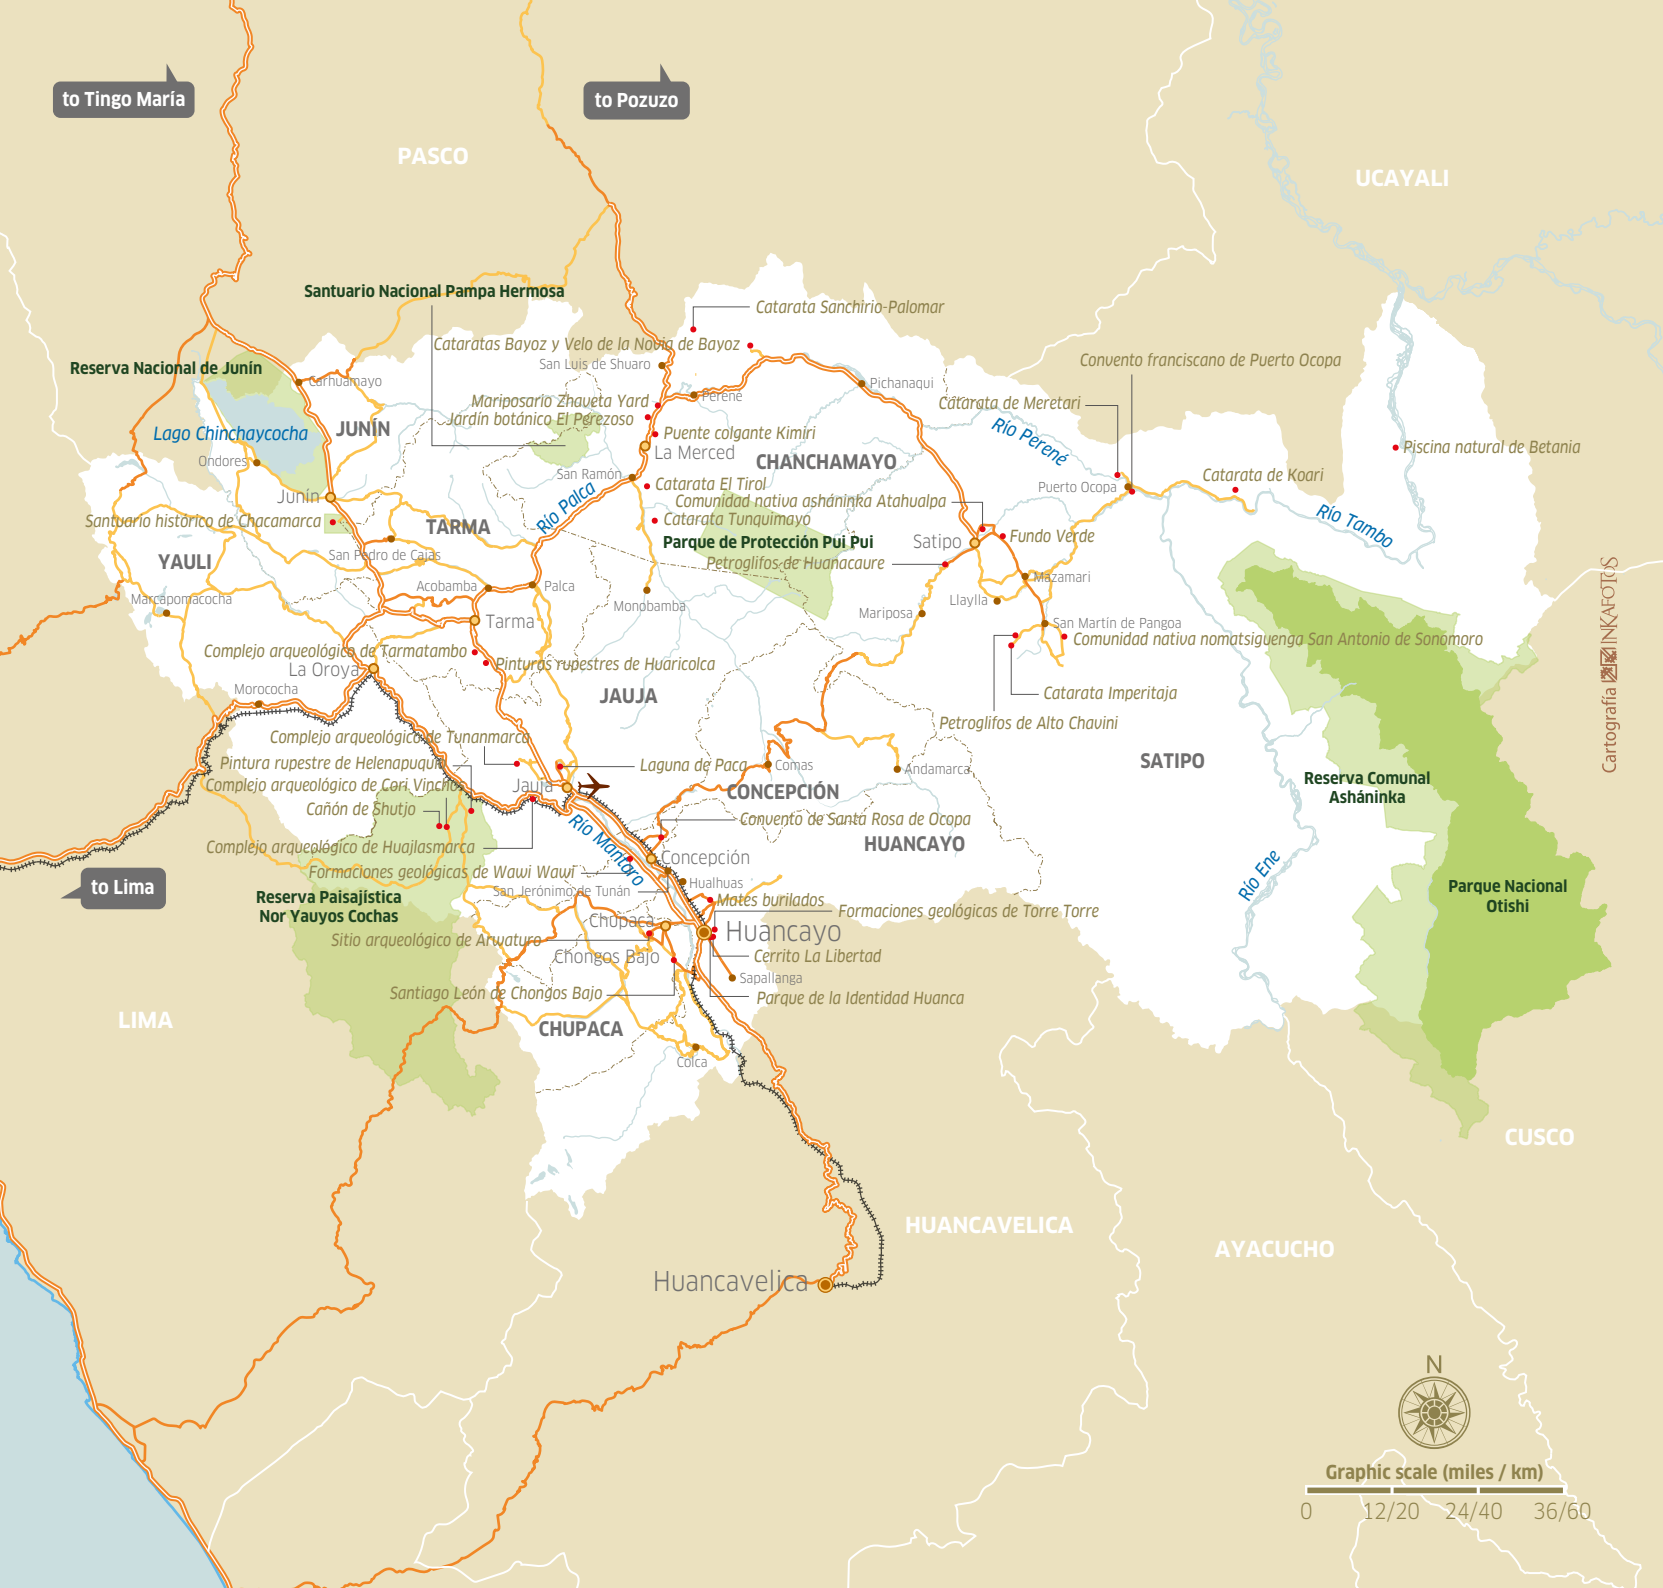 to Tingo María
to Pozuzo
PASCO
UCAYALI
Santuario Nacional Pampa Hermosa
Catarata Sanchirio-Palomar
Cataratas Bayoz y Velo de la Novia de Bayoz
San Luis de Shuaro
Reserva Nacional de Junín
Carhuamayo
Convento franciscano de Puerto Ocopa
Pichanaqui
Perené
Mariposario Zhaveta Yard
Catarata de Meretari
Jardín botánico El Perezoso
JUNÍN
Lago Chinchaycocha
Puente colgante Kimiri
Río Perené
La Merced
Piscina natural de Betania
Ondores
CHANCHAMAYO
San Ramón
Catarata de Koari
Catarata El Tirol
Puerto Ocopa
Junín
Comunidad nativa asháninka Atahualpa
Río Palca
Santuario histórico de Chacamarca
Catarata Tunquimayo
TARMA
Río Tambo
Fundo Verde
Parque de Protección Pui Pui
Satipo
San Pedro de Cajas
YAULI
Petroglifos de Huanacaure
Mazamari
Acobamba
Palca
Marcapomacocha
Llaylla
Monobamba
Mariposa
Tarma
San Martín de Pangoa
Comunidad nativa nomatsiguenga San Antonio de Sonomoro
Complejo arqueológico de Tarmatambo
Pinturas rupestres de Huaricolca
La Oroya
Morococha
JAUJA
Catarata Imperitaja
Petroglifos de Alto Chavini
Cartografía INKAFOTOS
Complejo arqueológico de Tunanmarca
Pintura rupestre de Helenapuquio
Laguna de Paca
Comas
Andamarca
SATIPO
Complejo arqueológico de Cori Vinchos
Jauja
CONCEPCIÓN
Reserva Comunal
Asháninka
Cañón de Shutjo
Convento de Santa Rosa de Ocopa
Río Mantaro
HUANCAYO
Complejo arqueológico de Huajlasmarca
Concepción
Formaciones geológicas de Wawi Wawi
Río Ene
to Lima
San Jerónimo de Tunán
Hualhuas
Parque Nacional
Otishi
Reserva Paisajística
Nor Yauyos Cochas
Mates burilados
Formaciones geológicas de Torre Torre
Chupaca
Huancayo
Sitio arqueológico de Arwaturo
Chongos Bajo
Cerrito La Libertad
Sapallanga
Santiago León de Chongos Bajo
Parque de la Identidad Huanca
LIMA
CHUPACA
Colca
CUSCO
HUANCAVELICA
AYACUCHO
Huancavelica
N
Graphic scale (miles / km)
0 12/20 24/40 36/60